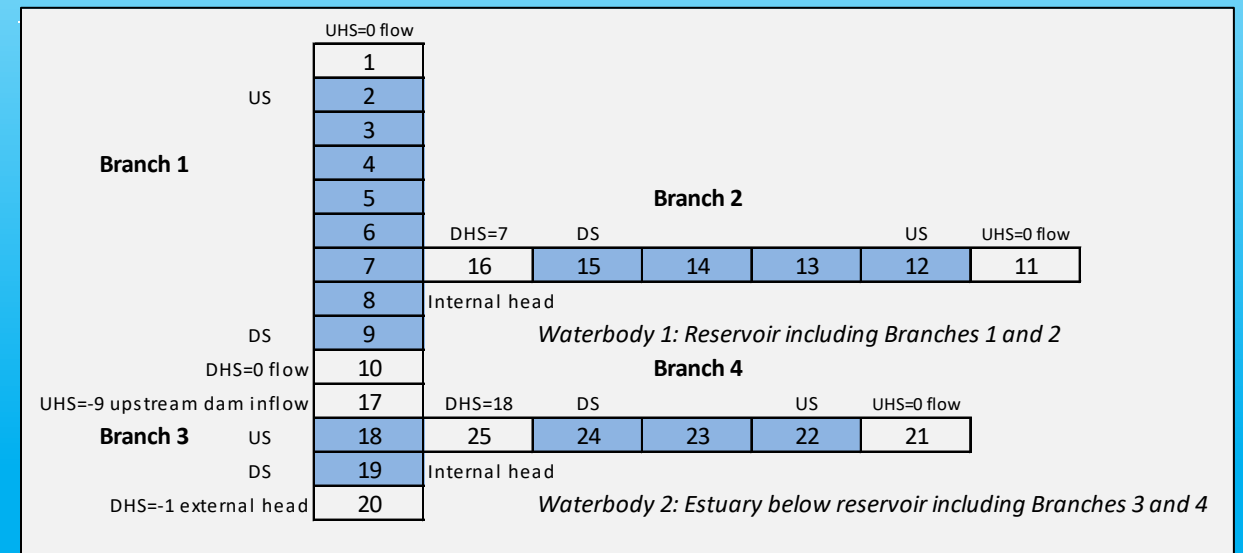 UHS=0 flow
1
US 2
3
Branch 1 4
5 Branch 2
6 DHS=7 DS US UHS=0 flow
7 16 15 14 13 12 11
8 Internal head
DS 9 Waterbody 1: Reservoir including Branches 1 and 2
DHS=0 flow 10 Branch 4
UHS=-9 upstream dam inflow 17 DHS=18 DS US UHS=0 flow
Branch 3 US 18 25 24 23 22 21
DS 19 Internal head
DHS=-1 external head 20 Waterbody 2: Estuary below reservoir including Branches 3 and 4